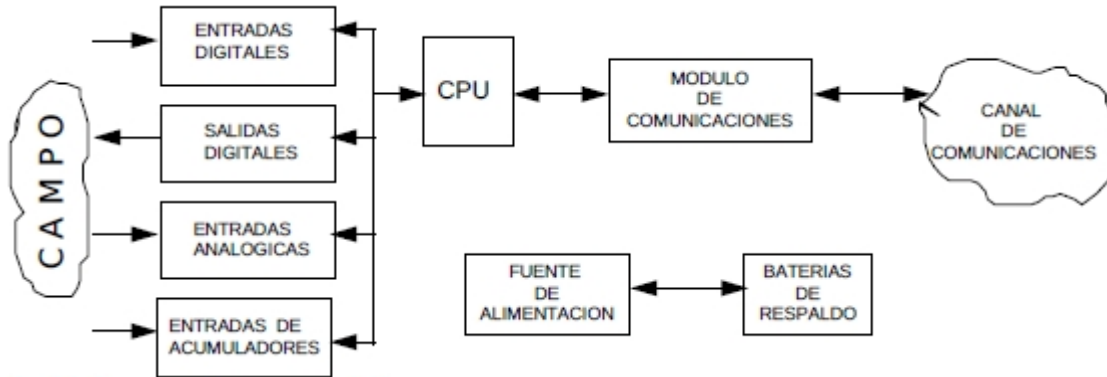 CAMPO
ENTRADAS
DIGITALES
SALIDAS
DIGITALES
ENTRADAS
ANALOGICAS
ENTRADAS DE
ACUMULADORES
CPU
MODULO
DE
COMUNICACIONES
CANAL
DE
COMUNICACIONES
FUENTE
DE
ALIMENTACION
BATERIAS
DE
RESPALDO